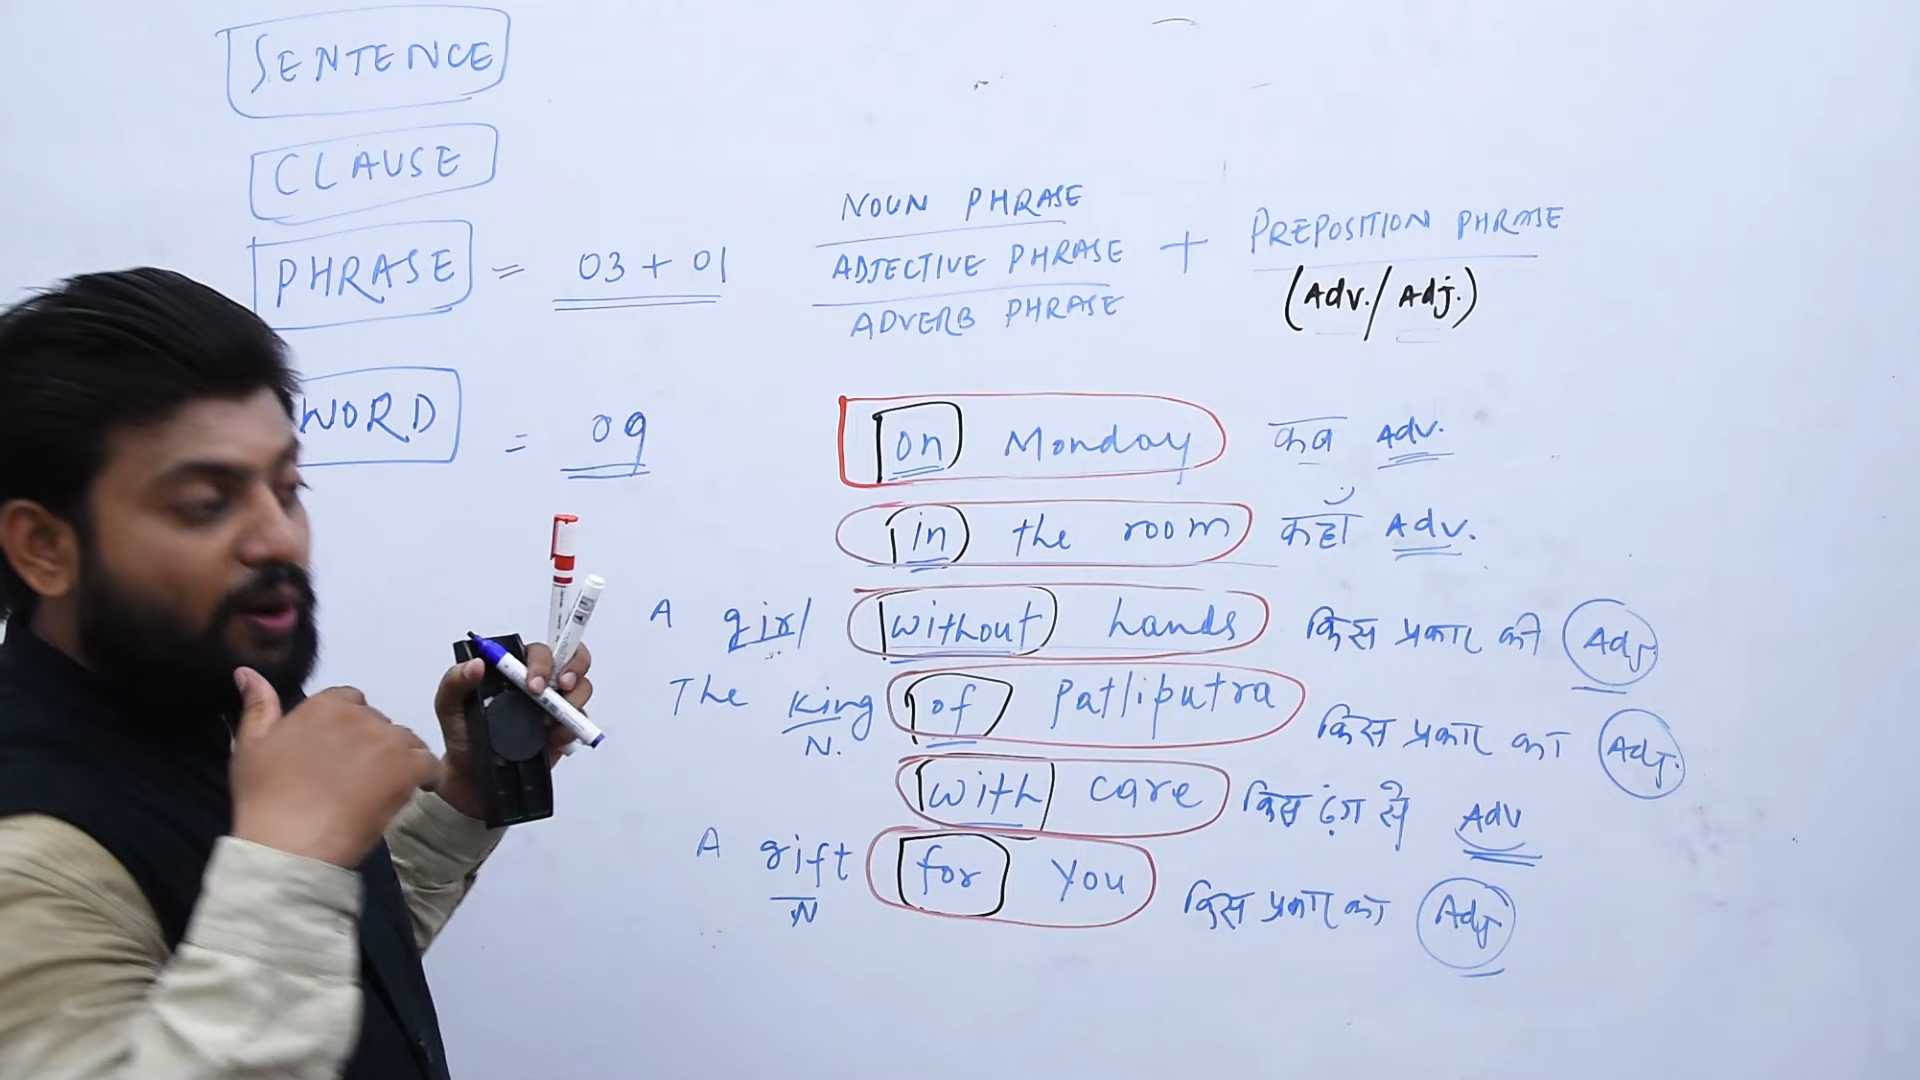 SENTENCE
CLAUSE
PHRASE = 03 + 01
NOUN PHRASE
ADJECTIVE PHRASE
ADVERB PHRASE
+ PREPOSITION PHRASE
(Adv./Adj.)
WORD = 09
on Monday कब Adv.
in the room कहाँ Adv.
A girl without hands किस प्रकार की Adj.
The King of Patliputra किस प्रकार का Adj.
N.
with care किस ढ़ंग से Adv
A gift for you किस प्रकार का Adj
N